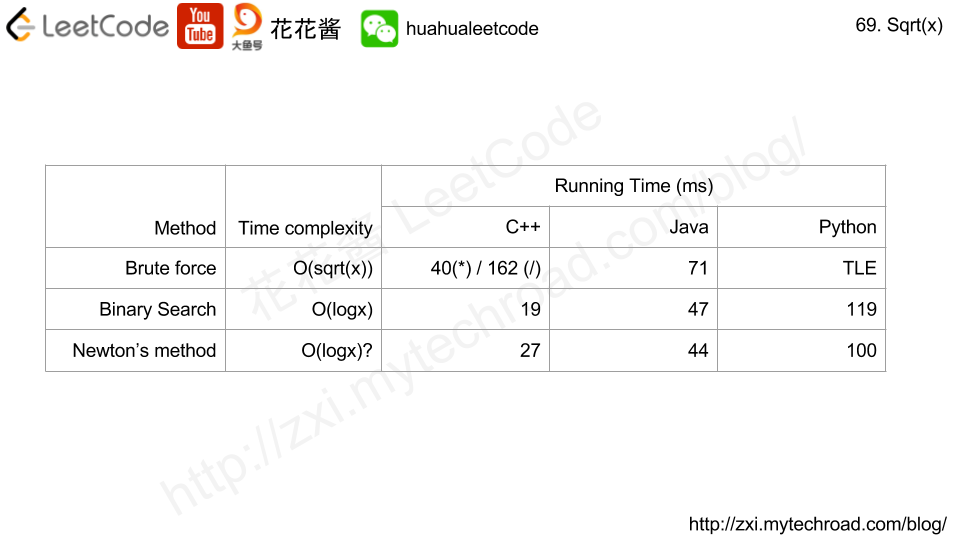 LeetCode You Tube 大鱼号 花花酱 huahualeetcode 69. Sqrt(x)
Running Time (ms)
Method Time complexity C++ Java Python
Brute force O(sqrt(x)) 40(*) / 162 (/) 71 TLE
Binary Search O(logx) 19 47 119
Newton’s method O(logx)? 27 44 100
花花酱 LeetCode
http://zxi.mytechroad.com/blog/
http://zxi.mytechroad.com/blog/